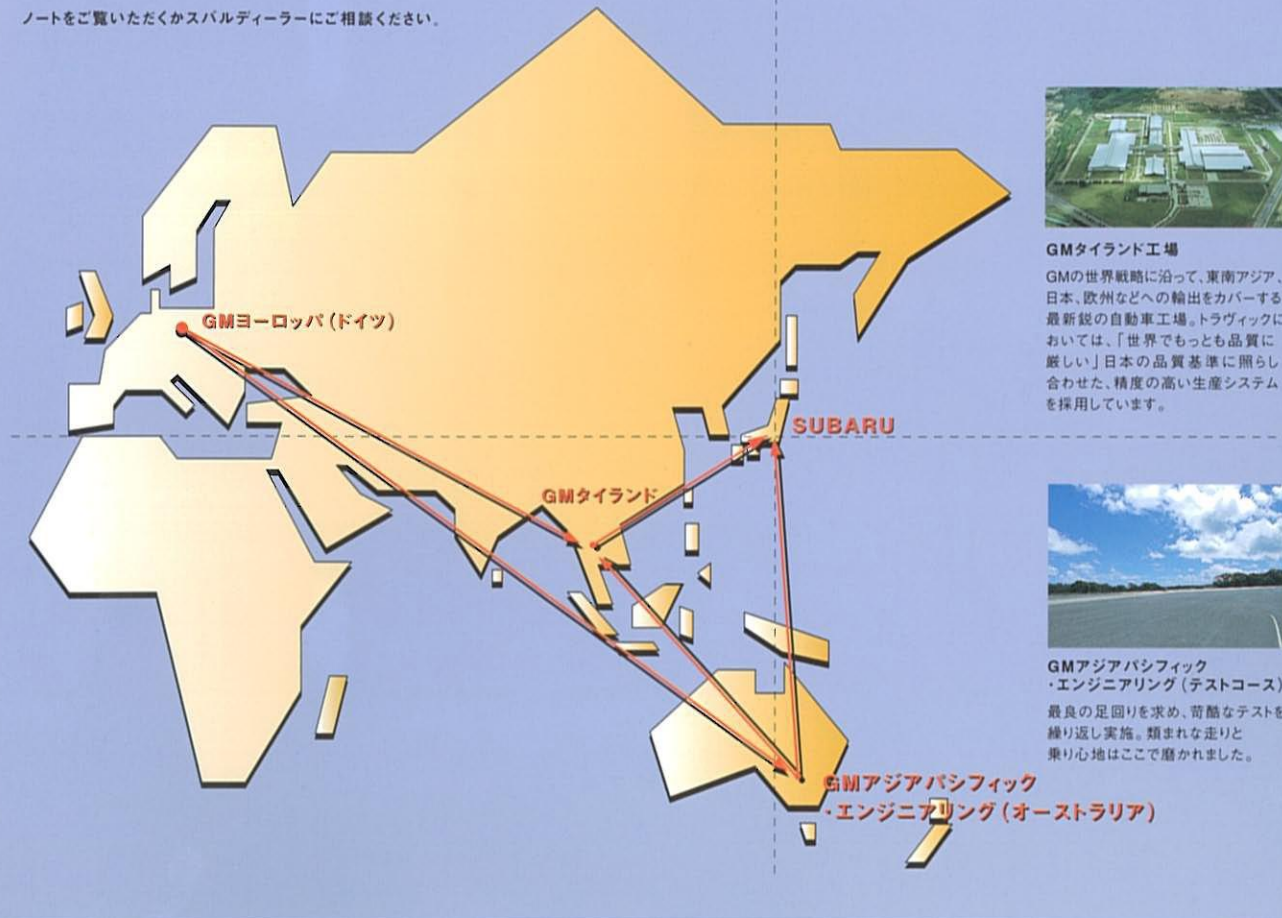 ノートをご覧いただくかスバルディーラーにご相談ください。
GMヨーロッパ(ドイツ)
SUBARU
GMタイランド
GMアジアパシフィック
・エンジニアリング(オーストラリア)
GMタイランド工場
GMの世界戦略に沿って、東南アジア、
日本、欧州などへの輸出をカバーする
最新鋭の自動車工場。トラヴィックに
おいては、「世界でもっとも品質に
厳しい」日本の品質基準に照らし
合わせた、精度の高い生産システム
を採用しています。
GMアジアパシフィック
・エンジニアリング(テストコース)
最良の足回りを求め、苛酷なテストを
繰り返し実施。類まれな走りと
乗り心地はここで磨かれました。